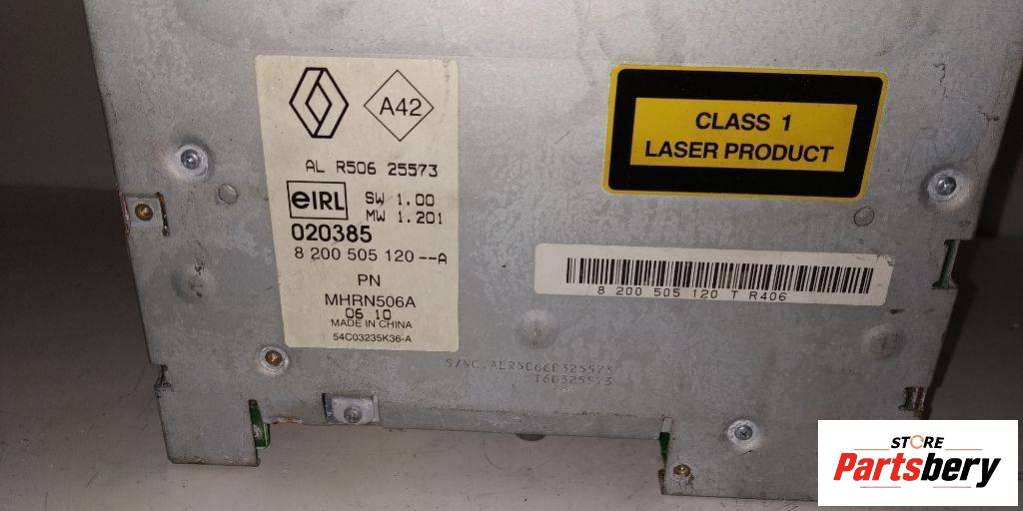 A42
AL R506 25573
eIRL
SW 1.00
MW 1.201
020385
8 200 505 120--A
PN
MHRN506A
06 10
MADE IN CHINA
54C03235K36-A
CLASS 1
LASER PRODUCT
8 200 505 120 T R406
STORE
Partsbery